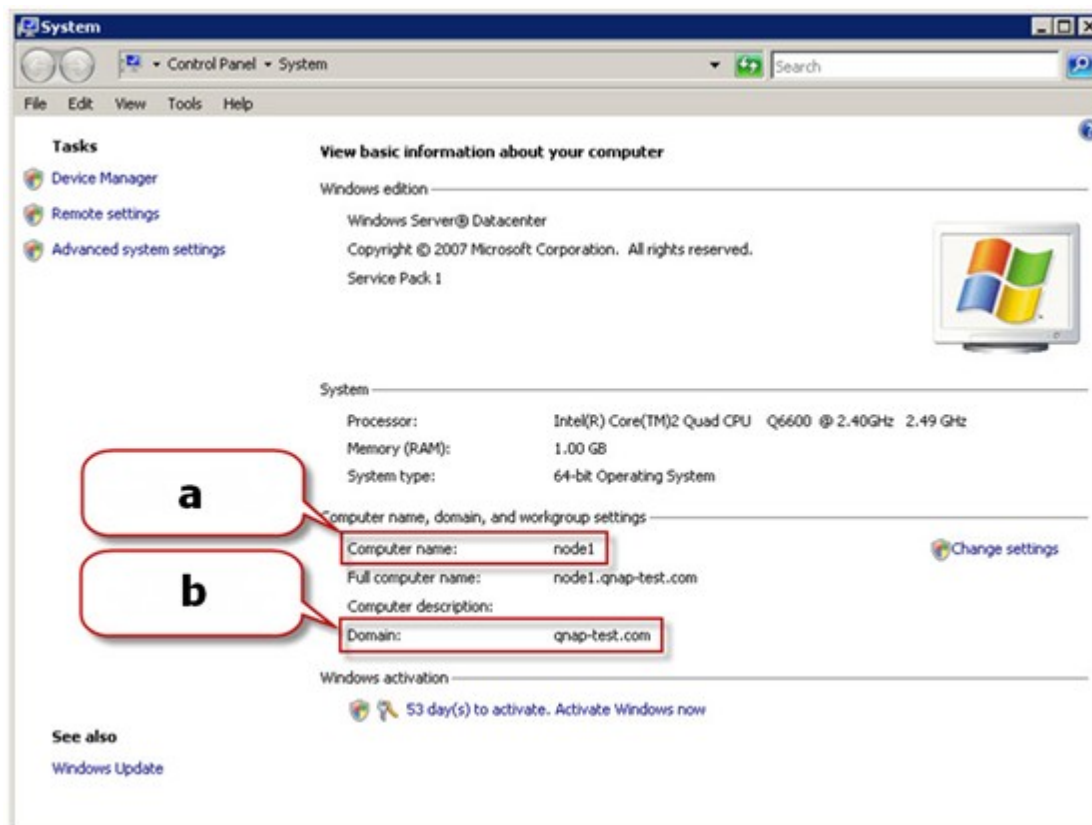 System
Control Panel System
Search
File Edit View Tools Help
Tasks
Device Manager
Remote settings
Advanced system settings
View basic information about your computer
Windows edition
Windows Server® Datacenter
Copyright © 2007 Microsoft Corporation. All rights reserved.
Service Pack 1
System
Processor: Intel(R) Core(TM)2 Quad CPU Q6600 @ 2.40GHz 2.49 GHz
Memory (RAM): 1.00 GB
System type: 64-bit Operating System
a
Computer name, domain, and workgroup settings
Computer name: node1
Change settings
Full computer name: node1.qnap-test.com
b
Computer description:
Domain: qnap-test.com
Windows activation
53 day(s) to activate. Activate Windows now
See also
Windows Update